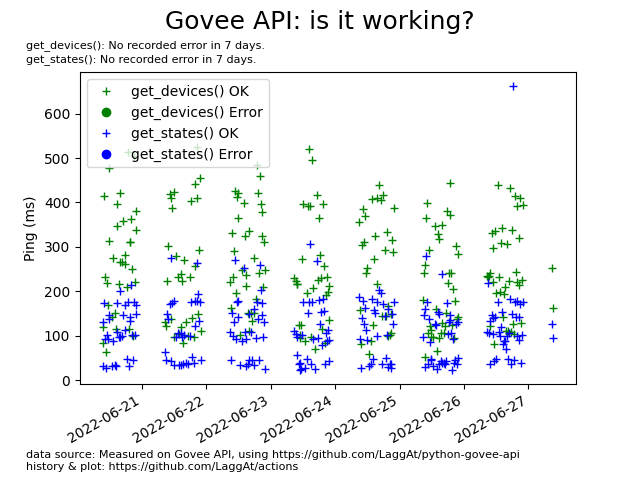 Govee API: is it working?
get_devices(): No recorded error in 7 days.
get_states(): No recorded error in 7 days.
get_devices() OK
get_devices() Error
get_states() OK
get_states() Error
Ping (ms)
600
500
400
300
200
100
0
2022-06-21
2022-06-22
2022-06-23
2022-06-24
2022-06-25
2022-06-26
2022-06-27
data source: Measured on Govee API, using https://github.com/LaggAt/python-govee-api
history & plot: https://github.com/LaggAt/actions